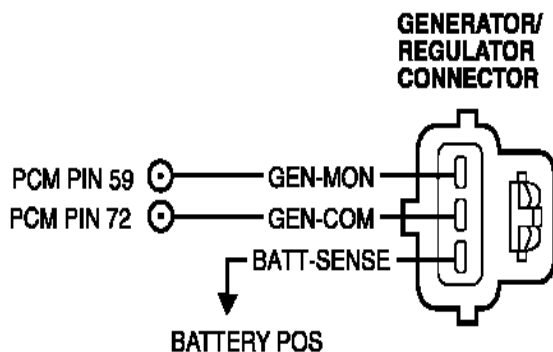 GENERATOR/
REGULATOR
CONNECTOR
PCM PIN 59 GEN-MON
PCM PIN 72 GEN-COM
BATT-SENSE
BATTERY POS